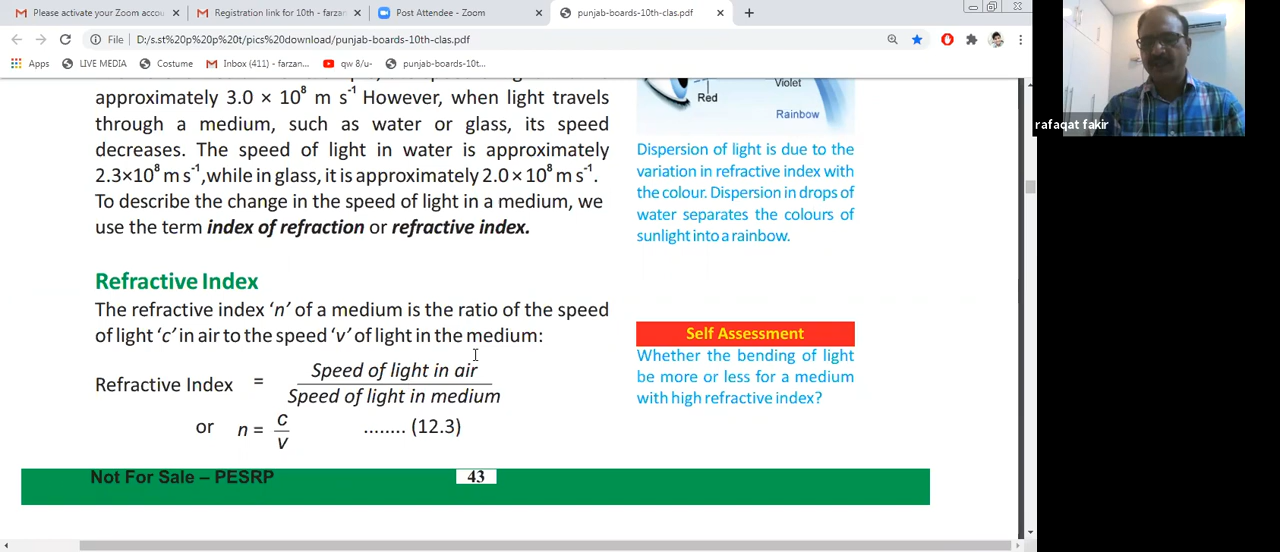 Please activate your Zoom accou
Registration link for 10th - farzan
Post Attendee - Zoom
punjab-boards-10th-clas.pdf
File
D:/s.st%20p%20p%20t/pics%20download/punjab-boards-10th-clas.pdf
Apps
LIVE MEDIA
Costume
Inbox (411) - farzan...
qw 8/u-
punjab-boards-10t...
approximately 3.0 × 10⁸ m s⁻¹ However, when light travels
through a medium, such as water or glass, its speed
decreases. The speed of light in water is approximately
2.3×10⁸ m s⁻¹, while in glass, it is approximately 2.0 × 10⁸ m s⁻¹.
To describe the change in the speed of light in a medium, we
use the term index of refraction or refractive index.
Refractive Index
The refractive index ‘n’ of a medium is the ratio of the speed
of light ‘c’ in air to the speed ‘v’ of light in the medium:
Refractive Index = Speed of light in air
Speed of light in medium
or n = c
v
........ (12.3)
Not For Sale – PESRP
43
Violet
Red
Rainbow
Dispersion of light is due to the
variation in refractive index with
the colour. Dispersion in drops of
water separates the colours of
sunlight into a rainbow.
Self Assessment
Whether the bending of light
be more or less for a medium
with high refractive index?
rafaqat fakir